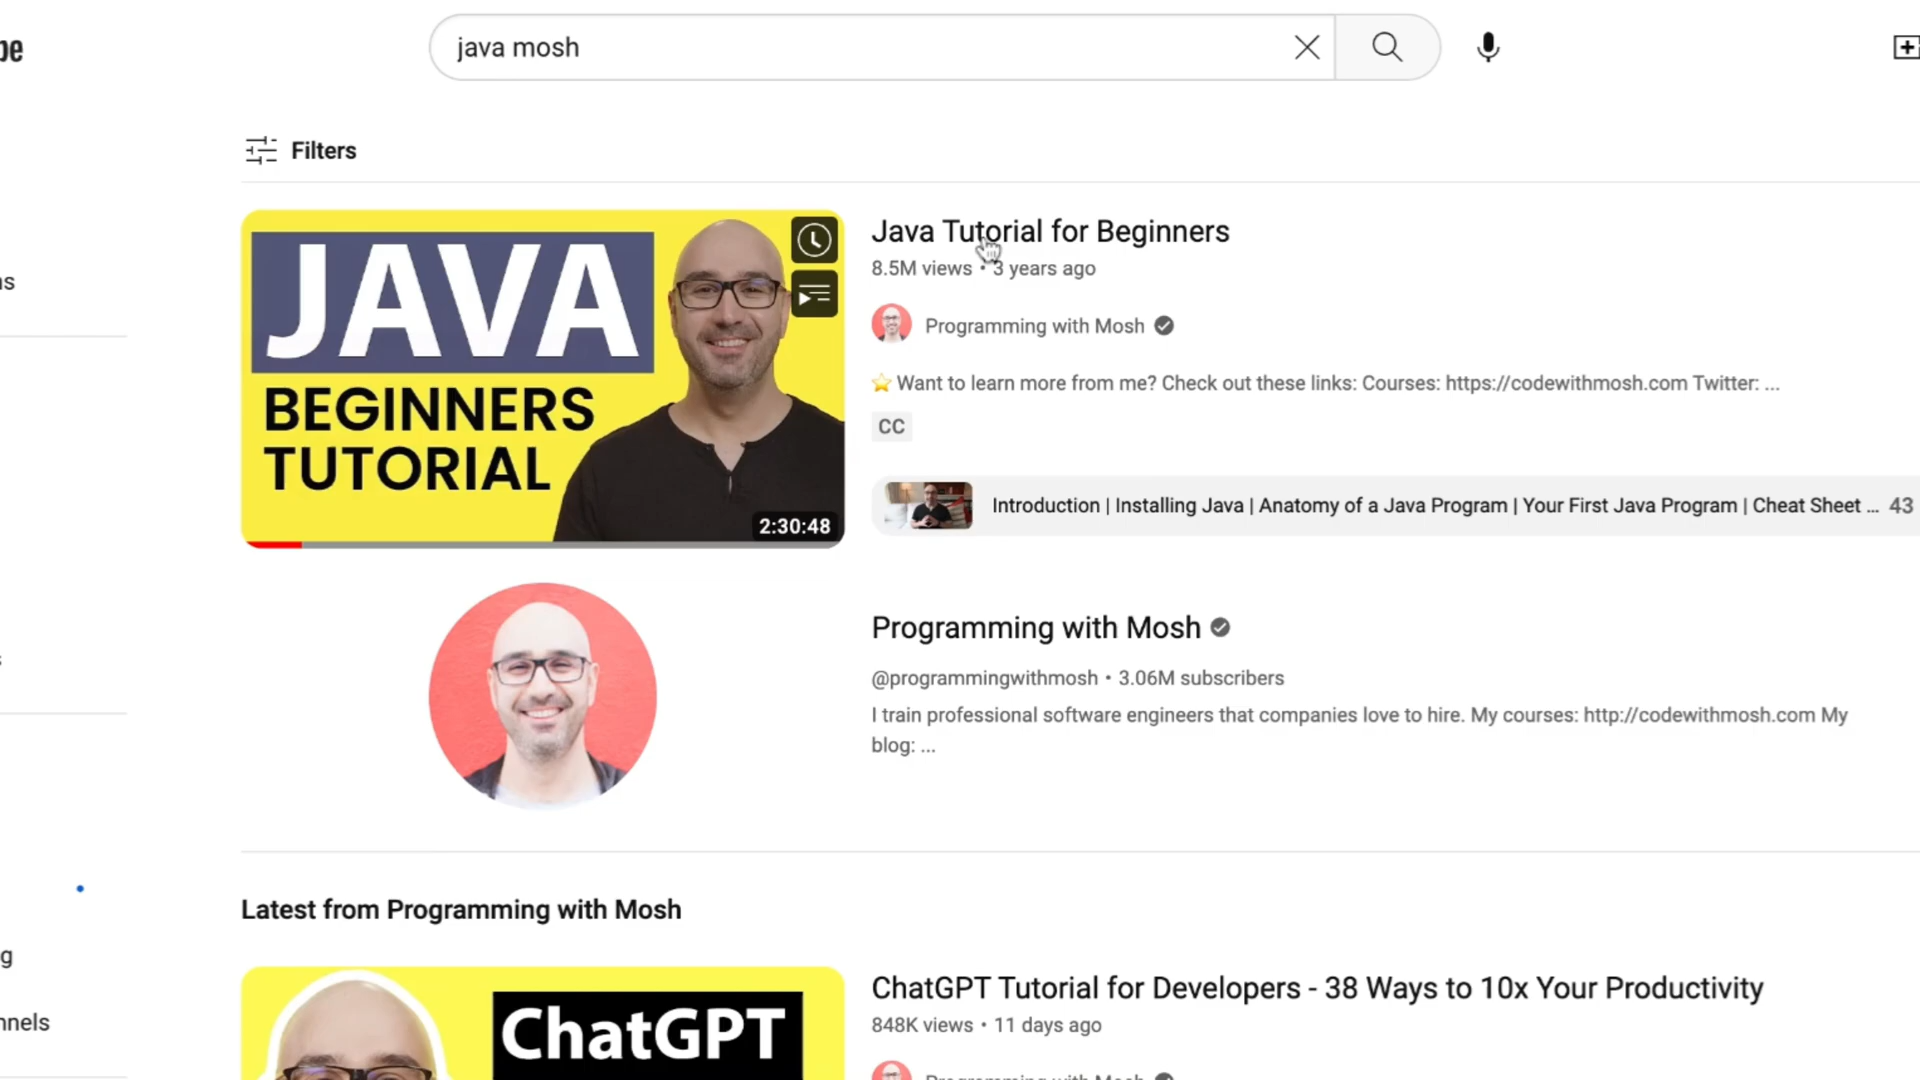 be
java mosh
Filters
JAVA
BEGINNERS
TUTORIAL
2:30:48
Java Tutorial for Beginners
8.5M views • 3 years ago
Programming with Mosh
⭐ Want to learn more from me? Check out these links: Courses: https://codewithmosh.com Twitter: ...
CC
Introduction | Installing Java | Anatomy of a Java Program | Your First Java Program | Cheat Sheet ... 43
Programming with Mosh
@programmingwithmosh • 3.06M subscribers
I train professional software engineers that companies love to hire. My courses: http://codewithmosh.com My
blog: ...
Latest from Programming with Mosh
ChatGPT
ChatGPT Tutorial for Developers - 38 Ways to 10x Your Productivity
848K views • 11 days ago
Programming with Mosh
s
s
g
nnels